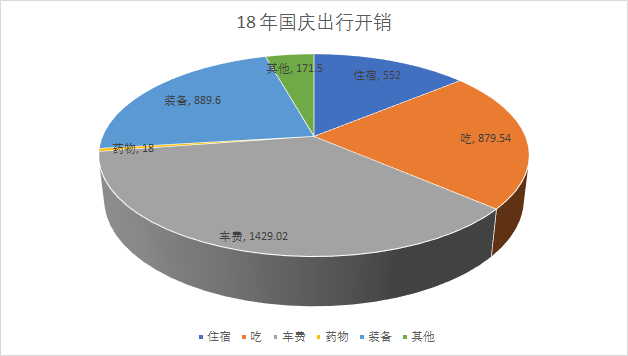 18 年国庆出行开销
其他, 171.5
住宿, 552
装备, 889.6
吃, 879.54
药物, 18
车费, 1429.02
住宿 吃 车费 药物 装备 其他